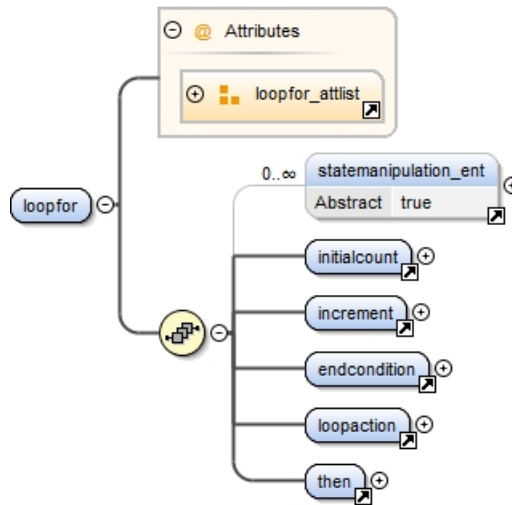 @ Attributes
loopfor_attlist
0..∞
statemanipulation_ent
Abstract true
loopfor
initialcount
increment
endcondition
loopaction
then